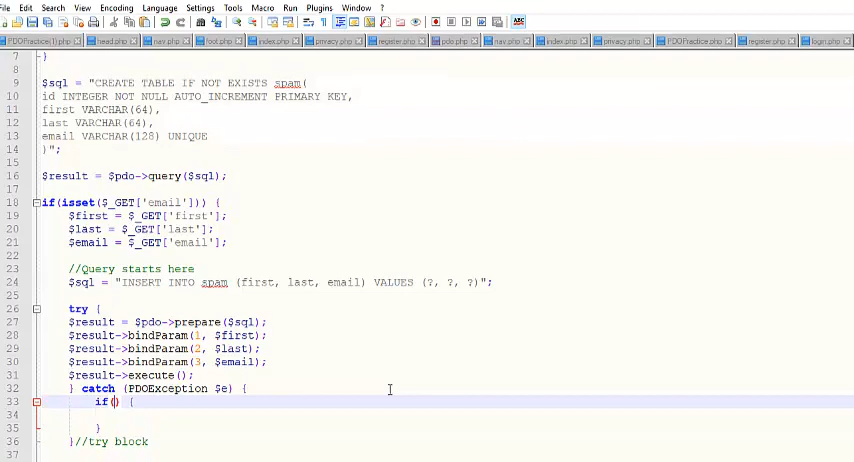 File Edit Search View Encoding Language Settings Tools Macro Run Plugins Window ?
ABC
PDOPractice(1).php head.php nav.php foot.php index.php privacy.php register.php pdo.php nav.php index.php privacy.php PDOPractice.php register.php login.php
7 }
8
9 $sql = "CREATE TABLE IF NOT EXISTS spam(
10 id INTEGER NOT NULL AUTO_INCREMENT PRIMARY KEY,
11 first VARCHAR(64),
12 last VARCHAR(64),
13 email VARCHAR(128) UNIQUE
14 )";
15
16 $result = $pdo->query($sql);
17
18 if(isset($_GET['email'])) {
19 $first = $_GET['first'];
20 $last = $_GET['last'];
21 $email = $_GET['email'];
22
23 //Query starts here
24 $sql = "INSERT INTO spam (first, last, email) VALUES (?, ?, ?)";
25
26 try {
27 $result = $pdo->prepare($sql);
28 $result->bindParam(1, $first);
29 $result->bindParam(2, $last);
30 $result->bindParam(3, $email);
31 $result->execute();
32 } catch (PDOException $e) {
33 if() {
34
35 }
36 }//try block
37